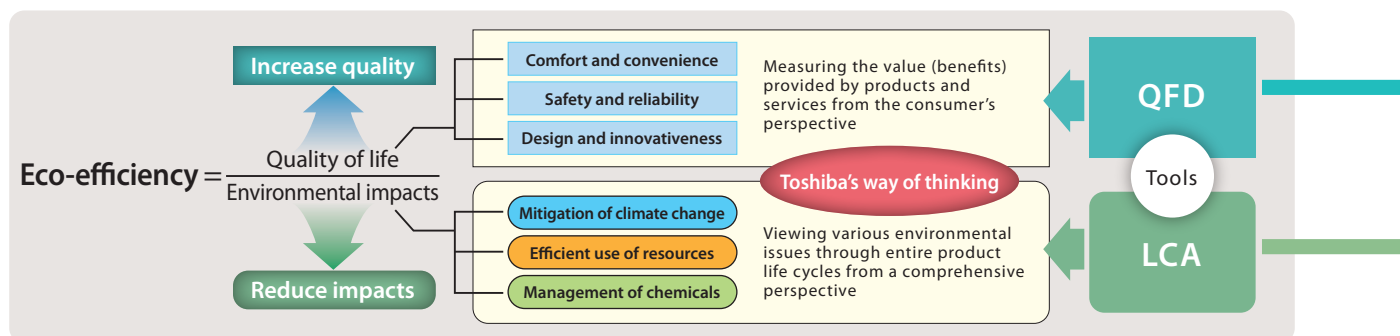 Eco-efficiency =
Quality of life
Environmental impacts
Increase quality
Reduce impacts
Comfort and convenience
Safety and reliability
Design and innovativeness
Measuring the value (benefits)
provided by products and
services from the consumer’s
perspective
QFD
Toshiba’s way of thinking
Tools
Mitigation of climate change
Efficient use of resources
Management of chemicals
Viewing various environmental
issues through entire product
life cycles from a comprehensive
perspective
LCA